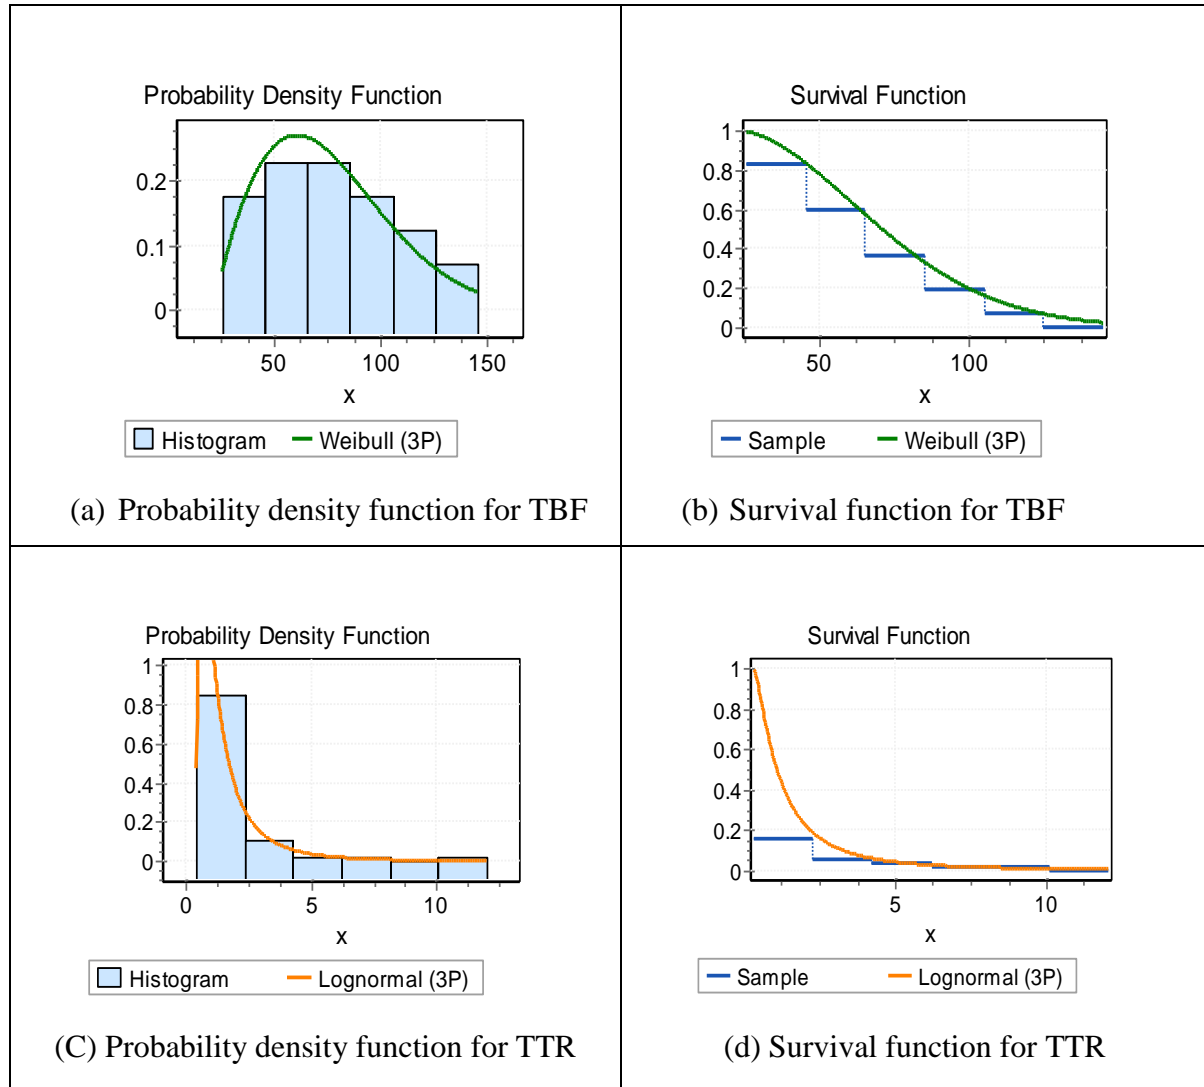 Probability Density Function
0.2
0.1
0
50 100 150
x
Histogram Weibull (3P)
(a) Probability density function for TBF
Survival Function
1
0.8
0.6
0.4
0.2
0
50 100
x
Sample Weibull (3P)
(b) Survival function for TBF
Probability Density Function
1
0.8
0.6
0.4
0.2
0
0 5 10
x
Histogram Lognormal (3P)
(C) Probability density function for TTR
Survival Function
1
0.8
0.6
0.4
0.2
0
5 10
x
Sample Lognormal (3P)
(d) Survival function for TTR